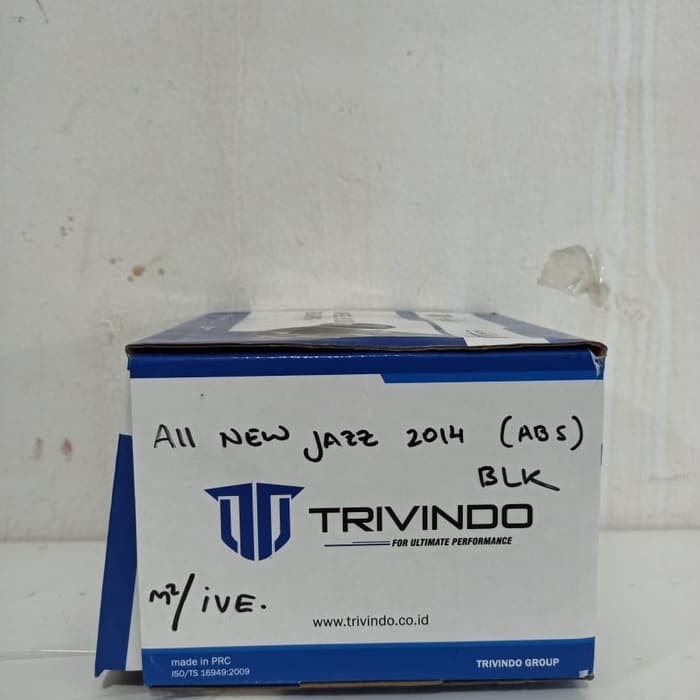 All NEW JAZZ 2014 (ABS)
BLK
TRIVINDO
FOR ULTIMATE PERFORMANCE
m²/ iVE.
www.trivindo.co.id
made in PRC
ISO/TS 16949:2009
TRIVINDO GROUP